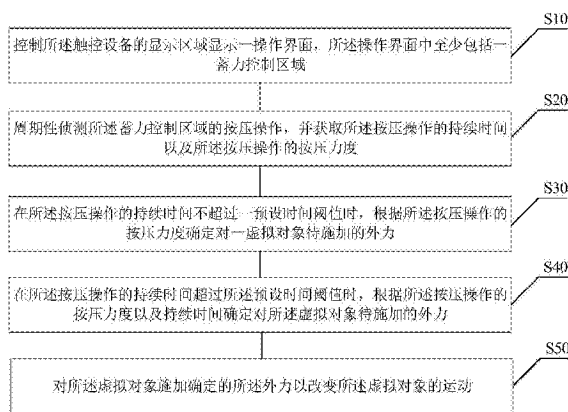 S10
控制所述触控设备的显示区域显示一操作界面，所述操作界面中至少包括一
蓄力控制区域
S20
周期性侦测所述蓄力控制区域的按压操作，并获取所述按压操作的持续时间
以及所述按压操作的按压力度
S30
在所述按压操作的持续时间不超过一预设时间阈值时，根据所述按压操作的
按压力度确定对一虚拟对象待施加的外力
S40
在所述按压操作的持续时间超过所述预设时间阈值时，根据所述按压操作的
按压力度以及持续时间确定对所述虚拟对象待施加的外力
S50
对所述虚拟对象施加确定的所述外力以改变所述虚拟对象的运动